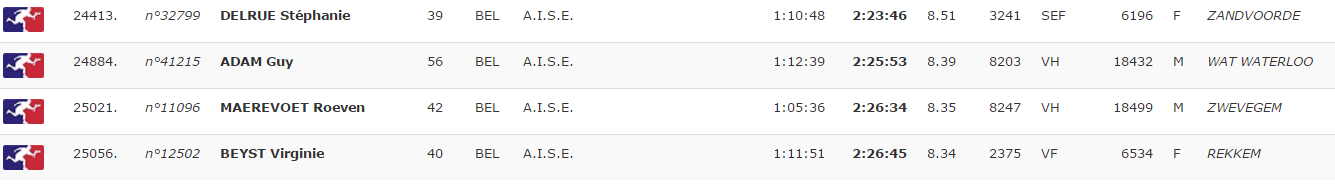 24413. n°32799 DELRUE Stéphanie 39 BEL A.I.S.E. 1:10:48 2:23:46 8.51 3241 SEF 6196 F ZANDVOORDE
24884. n°41215 ADAM Guy 56 BEL A.I.S.E. 1:12:39 2:25:53 8.39 8203 VH 18432 M WAT WATERLOO
25021. n°11096 MAEREVOET Roeven 42 BEL A.I.S.E. 1:05:36 2:26:34 8.35 8247 VH 18499 M ZWEVEGEM
25056. n°12502 BEYST Virginie 40 BEL A.I.S.E. 1:11:51 2:26:45 8.34 2375 VF 6534 F REKKEM